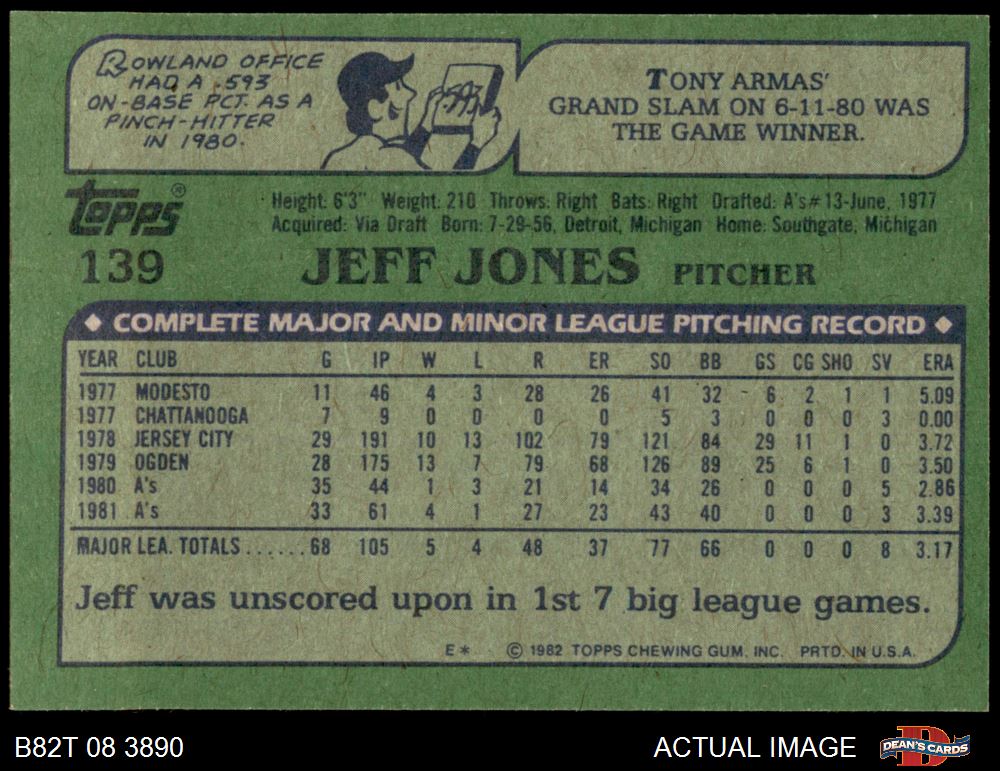 ROWLAND OFFICE
HAD A .593
ON-BASE PCT. AS A
PINCH-HITTER
IN 1980.
TONY ARMAS'
GRAND SLAM ON 6-11-80 WAS
THE GAME WINNER.
Topps®
139
Height: 6'3" Weight: 210 Throws: Right Bats: Right Drafted: A's #13-June, 1977
Acquired: Via Draft Born: 7-29-56, Detroit, Michigan Home: Southgate, Michigan
JEFF JONES PITCHER
◆ COMPLETE MAJOR AND MINOR LEAGUE PITCHING RECORD ◆
YEAR CLUB G IP W L R ER SO BB GS CG SHO SV ERA
1977 MODESTO 11 46 4 3 28 26 41 32 6 2 1 1 5.09
1977 CHATTANOOGA 7 9 0 0 0 0 5 3 0 0 0 3 0.00
1978 JERSEY CITY 29 191 10 13 102 79 121 84 29 11 1 0 3.72
1979 OGDEN 28 175 13 7 79 68 126 89 25 6 1 0 3.50
1980 A's 35 44 1 3 21 14 34 26 0 0 0 5 2.86
1981 A's 33 61 4 1 27 23 43 40 0 0 0 3 3.39
MAJOR LEA. TOTALS ...... 68 105 5 4 48 37 77 66 0 0 0 8 3.17
Jeff was unscored upon in 1st 7 big league games.
E* © 1982 TOPPS CHEWING GUM, INC. PRTD. IN U.S.A.
B82T 08 3890
ACTUAL IMAGE
D
DEAN'S CARDS